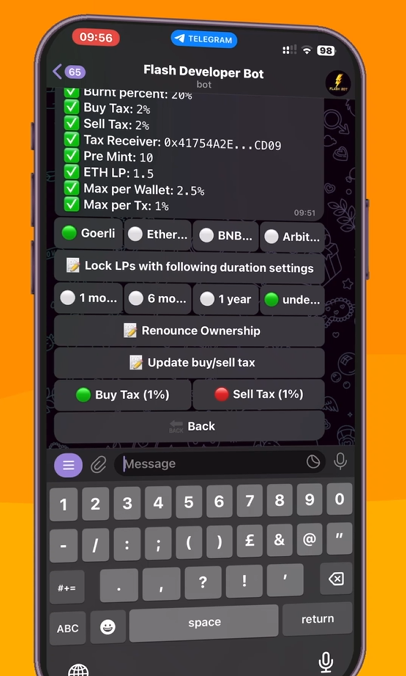 09:56
TELEGRAM
98
65
Flash Developer Bot
bot
FLASH BOT
Burnt percent: 20%
Buy Tax: 2%
Sell Tax: 2%
Tax Receiver: 0x41754A2E...CD09
Pre Mint: 10
ETH LP: 1.5
Max per Wallet: 2.5%
Max per Tx: 1%
09:51
Goerli Ether... BNB... Arbit...
Lock LPs with following duration settings
1 mo... 6 mo... 1 year unde...
Renounce Ownership
Update buy/sell tax
Buy Tax (1%) Sell Tax (1%)
BACK Back
Message
1 2 3 4 5 6 7 8 9 0
- / : ; ( ) £ & @ "
#+= . , ? ! '
ABC space return